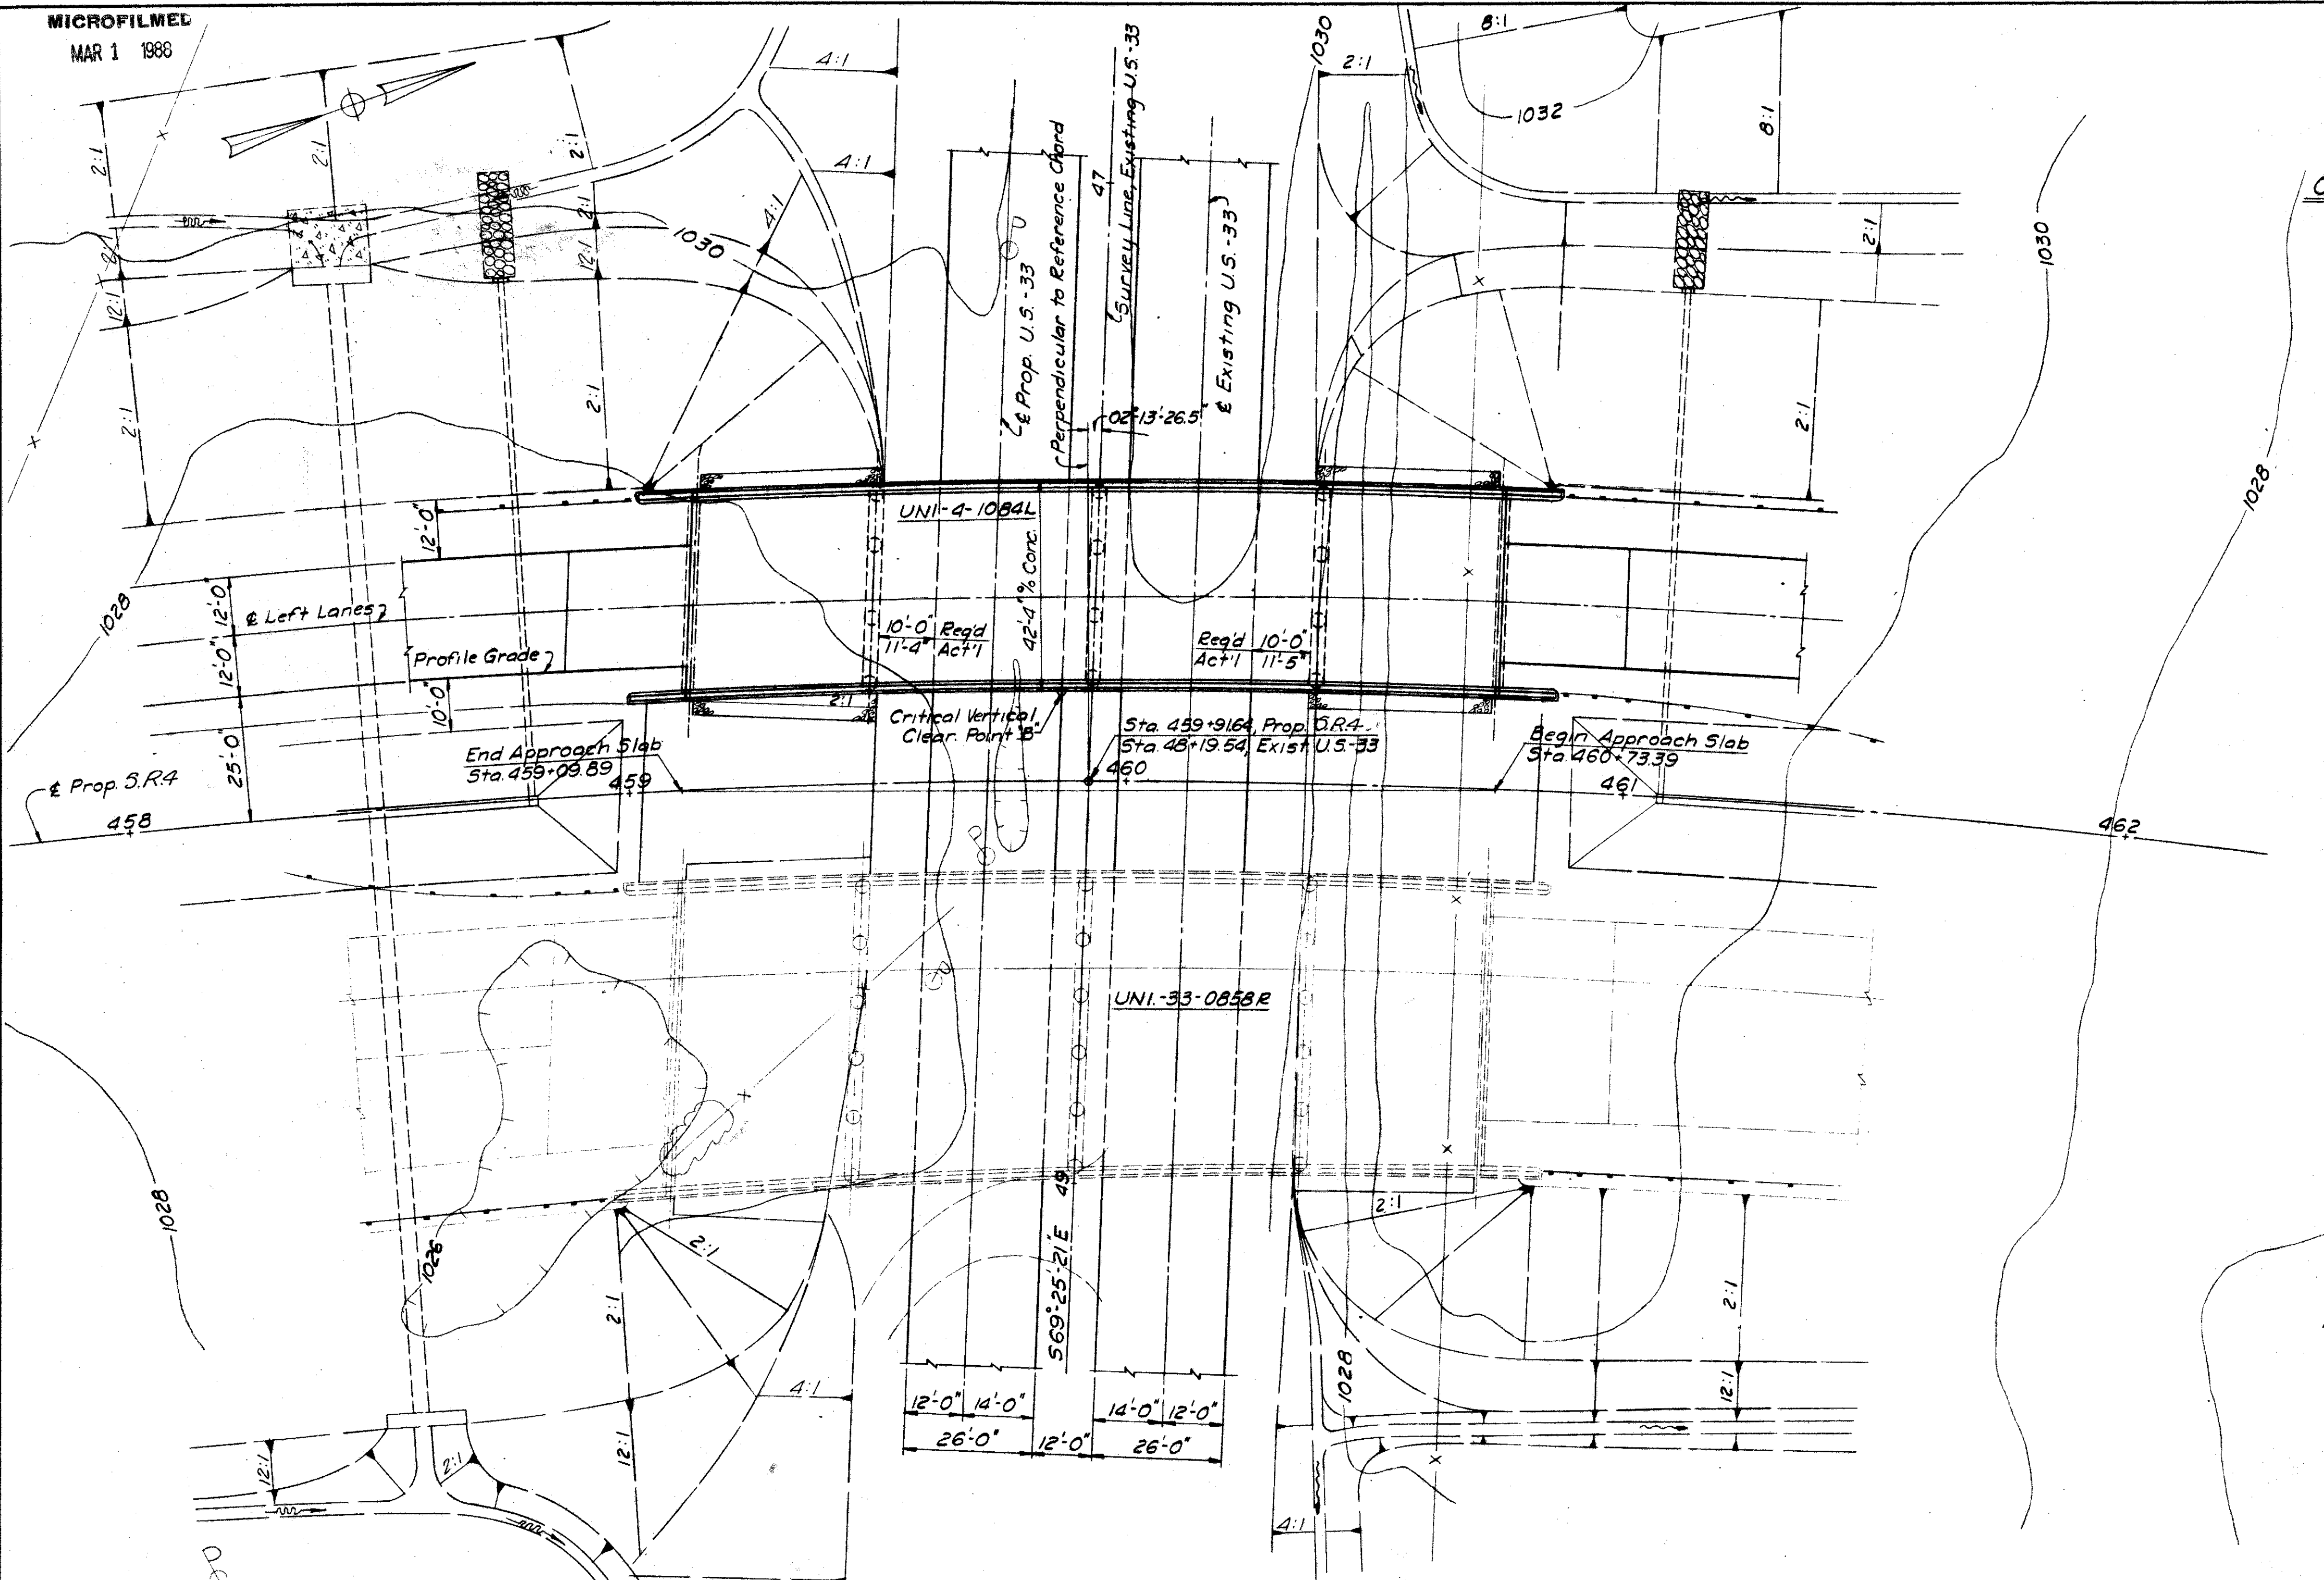 MICROFILMED
MAR 1 1988
4:1
1030
2:1
8:1
1032
8:1
2:1
2:1
2:1
4:1
4:1
2:1
2:1
12:1
12:1
2:1
2:1
1030
U
℄ Prop. U.S.-33
Perpendicular to Reference Chord
47
Survey Line, Existing U.S.-33
℄ Existing U.S.-33
02°-13'-26.5"
2:1
2:1
1030
1028
UNI-4-1084L
12'-0"
42'-4" % Conc.
1028
12'-0"
℄ Left Lanes
12'-0"
Profile Grade
10'-0" Req'd
11'-4" Act'l
Req'd 10'-0"
Act'l 11'-5"
10'-0"
25'-0"
2:1
Critical Vertical
Clear. Point "B"
Sta. 459+91.64, Prop. S.R.4
Sta. 48+19.54, Exist. U.S.-33
End Approach Slab
Sta. 459+09.89
Begin Approach Slab
Sta. 460+73.39
℄ Prop. S.R.4
458
459
460
461
462
P
P
UNI.-33-0858R
1028
1026
49
S69°-25'-21"E
2:1
2:1
2:1
2:1
4:1
12:1
12:1
2:1
12:1
1028
12'-0" 14'-0"
14'-0" 12'-0"
26'-0" 12'-0" 26'-0"
4:1
P